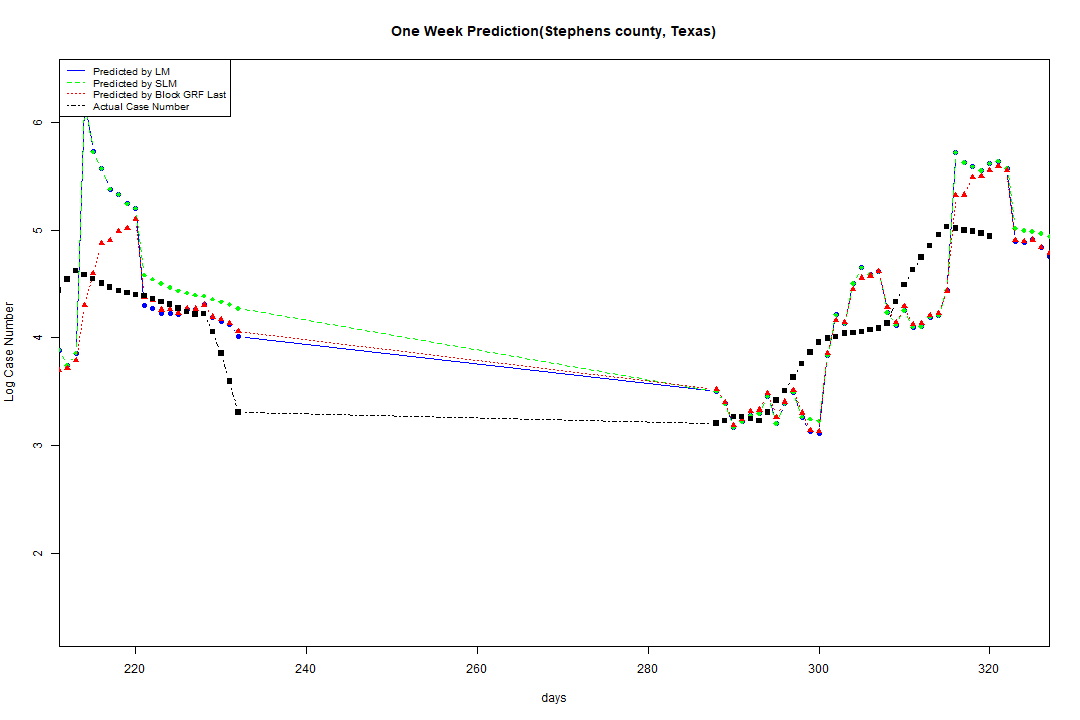 One Week Prediction(Stephens county, Texas)
Predicted by LM
Predicted by SLM
Predicted by Block GRF Last
Actual Case Number
Log Case Number
6
5
4
3
2
220 240 260 280 300 320
days